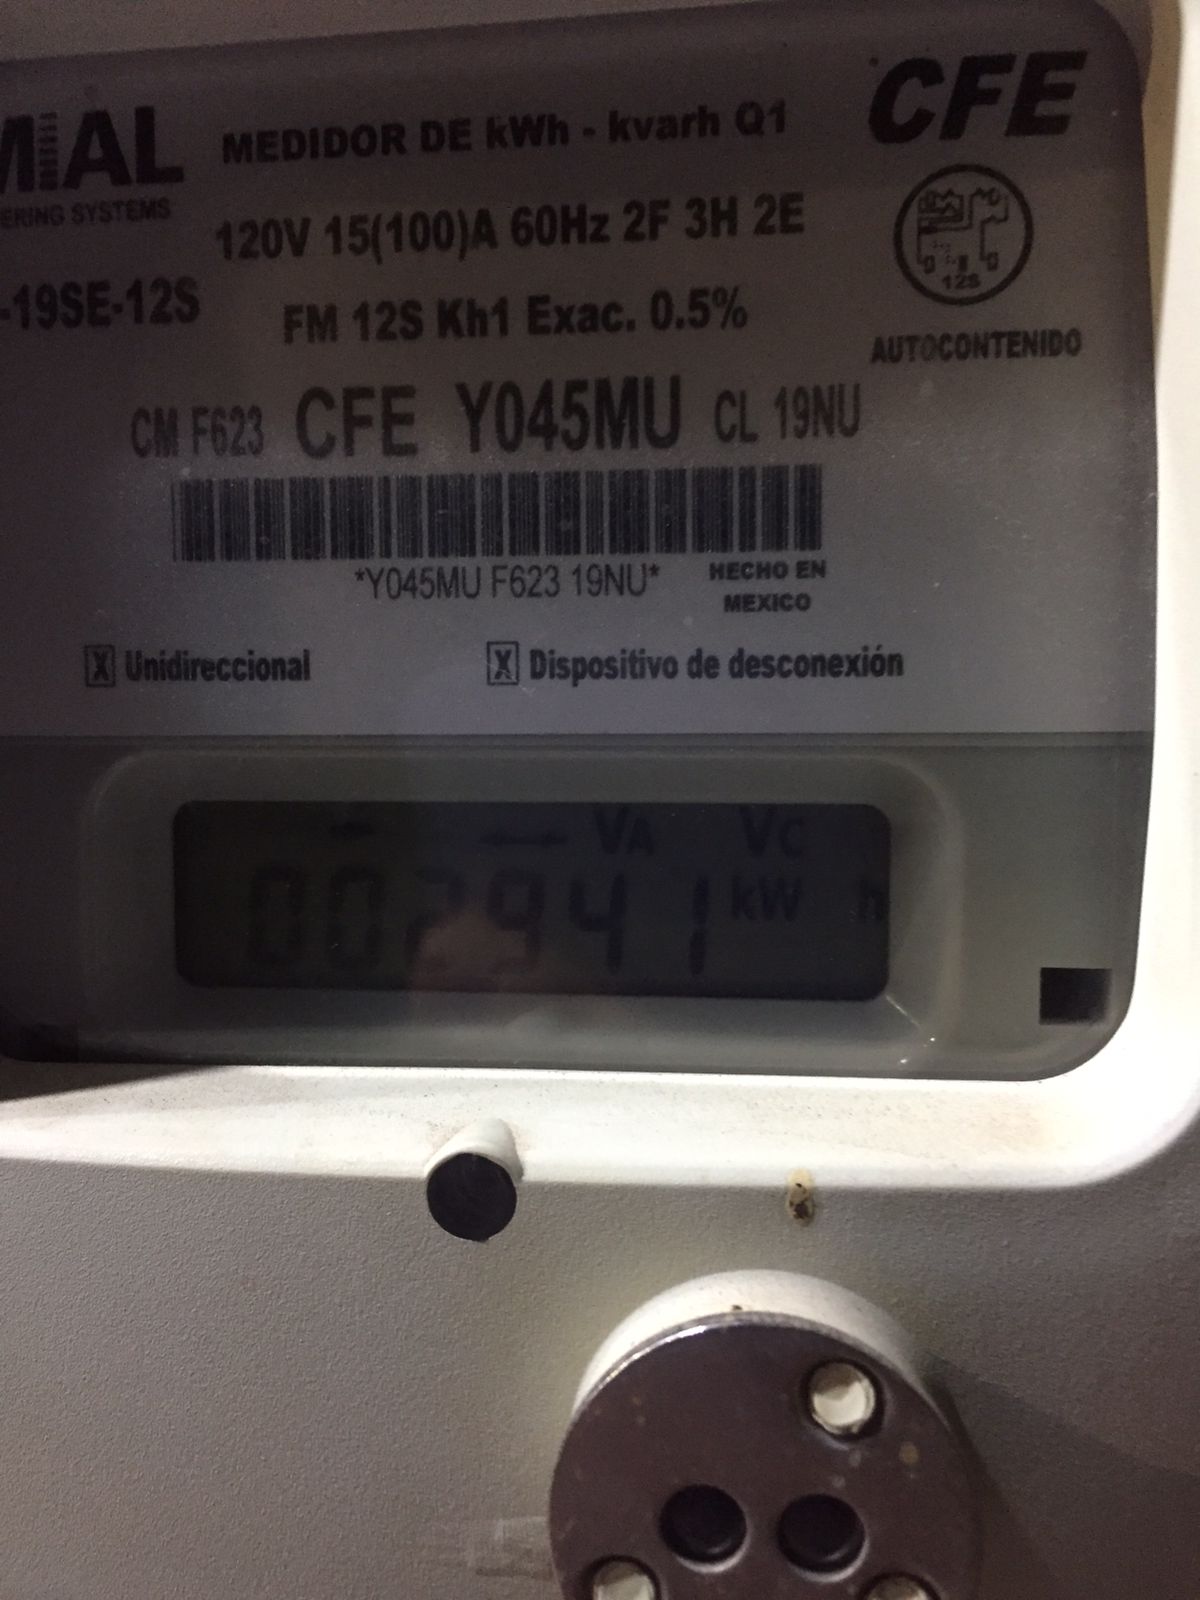 MIAL
CFE
MEDIDOR DE kWh - kvarh Q1
ERING SYSTEMS
120V 15(100)A 60Hz 2F 3H 2E
12S
-19SE-12S
FM 12S Kh1 Exac. 0.5%
AUTOCONTENIDO
CM F623 CFE Y045MU CL 19NU
*Y045MU F623 19NU*
HECHO EN
MEXICO
X Unidireccional
X Dispositivo de desconexión
VA VC
002941 kW h